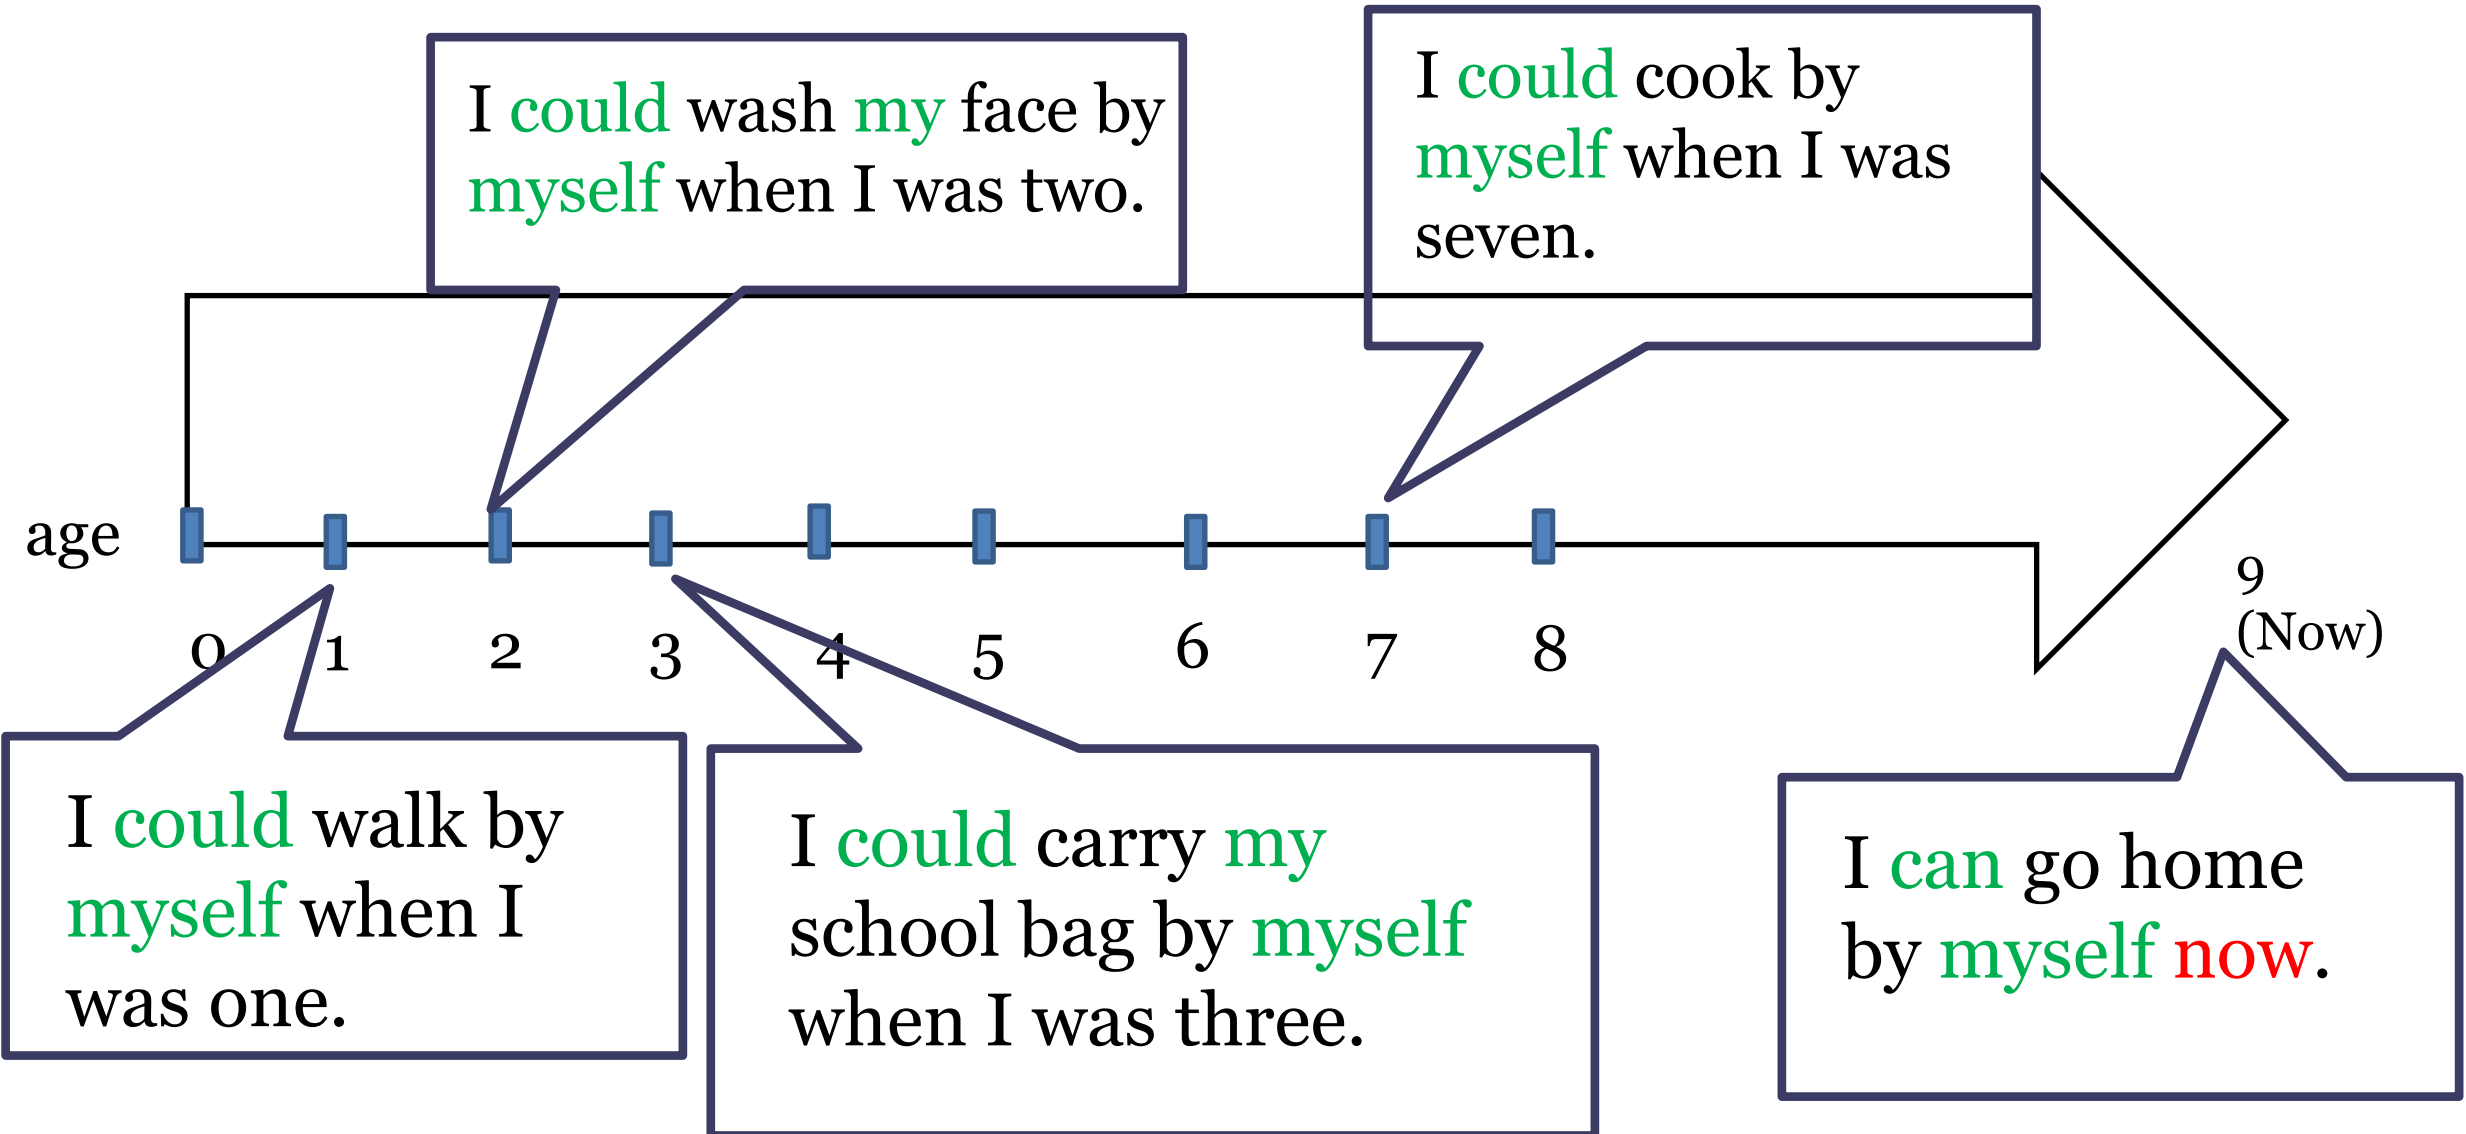 I could wash my face by
myself when I was two.
I could cook by
myself when I was
seven.
age
0 1 2 3 4 5 6 7 8
9
(Now)
I could walk by
myself when I
was one.
I could carry my
school bag by myself
when I was three.
I can go home
by myself now.